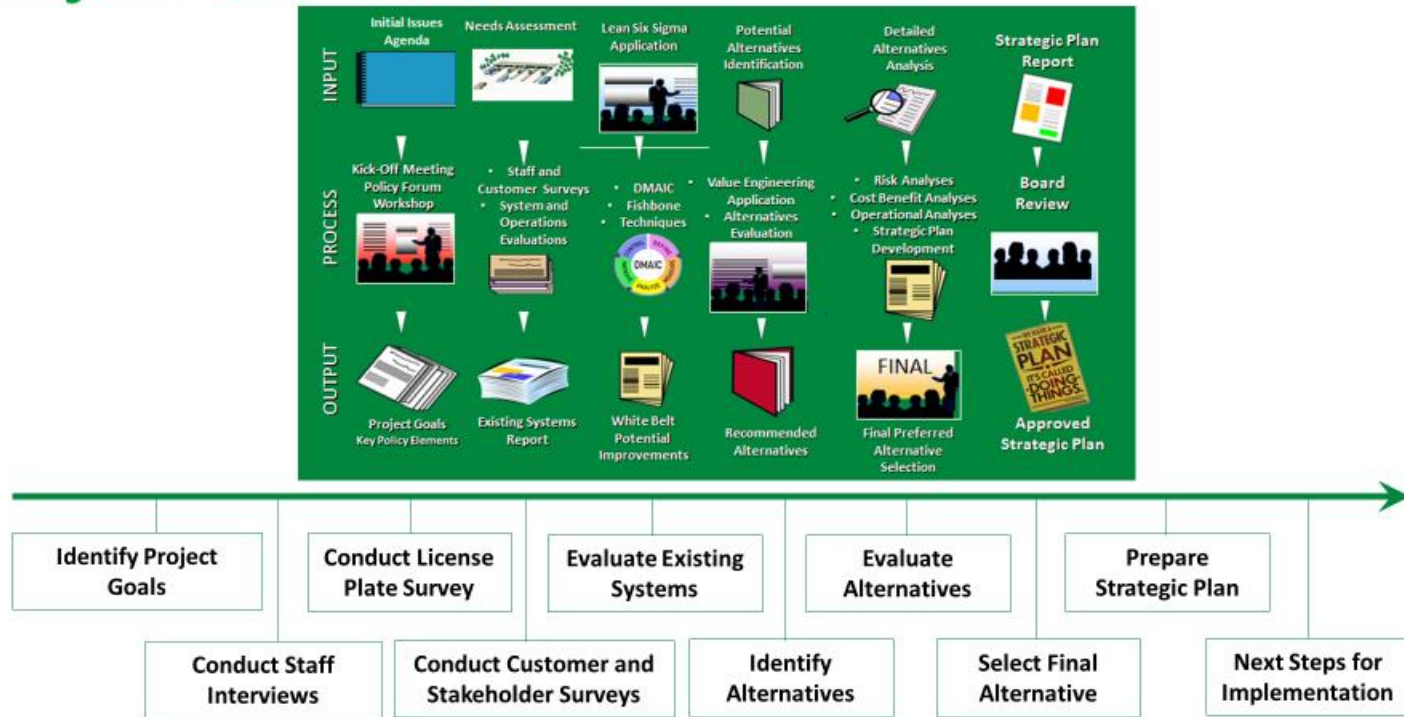 INPUT
Initial Issues
Agenda
Needs Assessment
Lean Six Sigma
Application
Potential
Alternatives
Identification
Detailed
Alternatives
Analysis
Strategic Plan
Report
PROCESS
Kick-Off Meeting
Policy Forum
Workshop
• Staff and
Customer Surveys
• System and
Operations
Evaluations
• DMAIC
• Fishbone
• Techniques
DMAIC
CONTROL
DEFINE
ANALYZE
• Value Engineering
Application
• Alternatives
Evaluation
• Risk Analyses
• Cost Benefit Analyses
• Operational Analyses
• Strategic Plan
Development
Board
Review
OUTPUT
Project Goals
Key Policy Elements
Existing Systems
Report
White Belt
Potential
Improvements
Recommended
Alternatives
FINAL
Final Preferred
Alternative
Selection
STRATEGIC
PLAN
IT'S CALLED
DOING
THINGS.
Approved
Strategic Plan
Identify Project
Goals
Conduct License
Plate Survey
Evaluate Existing
Systems
Evaluate
Alternatives
Prepare
Strategic Plan
Conduct Staff
Interviews
Conduct Customer and
Stakeholder Surveys
Identify
Alternatives
Select Final
Alternative
Next Steps for
Implementation